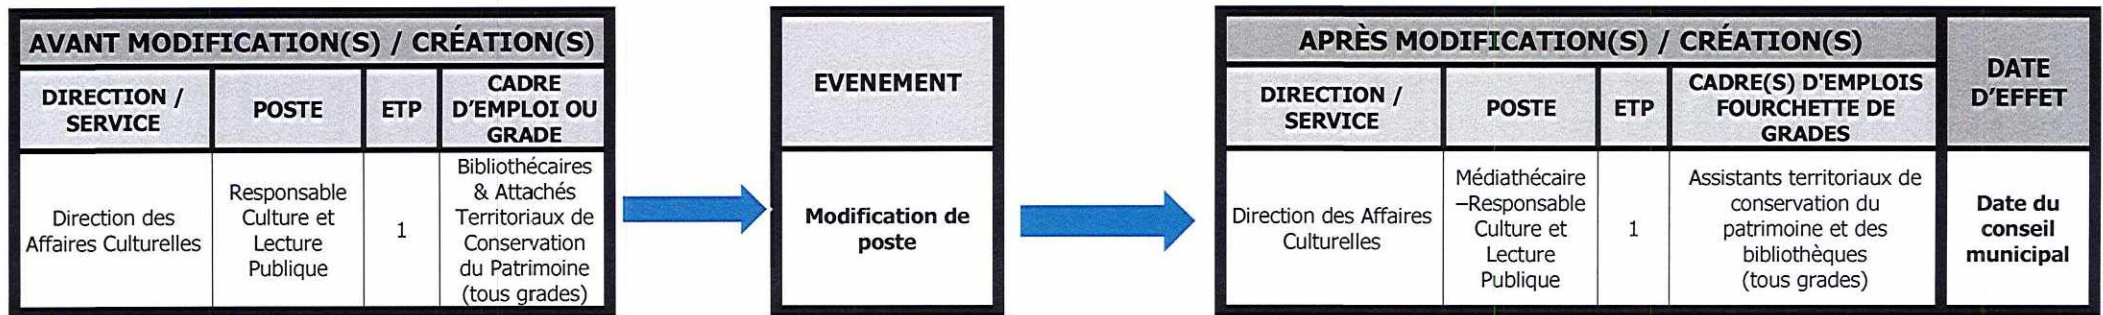 AVANT MODIFICATION(S) / CRÉATION(S)
DIRECTION /
SERVICE
POSTE
ETP
CADRE
D'EMPLOI OU
GRADE
Direction des
Affaires Culturelles
Responsable
Culture et
Lecture
Publique
1
Bibliothécaires
& Attachés
Territoriaux de
Conservation
du Patrimoine
(tous grades)
EVENEMENT
Modification de
poste
APRÈS MODIFICATION(S) / CRÉATION(S)
DATE
D'EFFET
DIRECTION /
SERVICE
POSTE
ETP
CADRE(S) D'EMPLOIS
FOURCHETTE DE
GRADES
Direction des Affaires
Culturelles
Médiathécaire
–Responsable
Culture et
Lecture
Publique
1
Assistants territoriaux de
conservation du
patrimoine et des
bibliothèques
(tous grades)
Date du
conseil
municipal